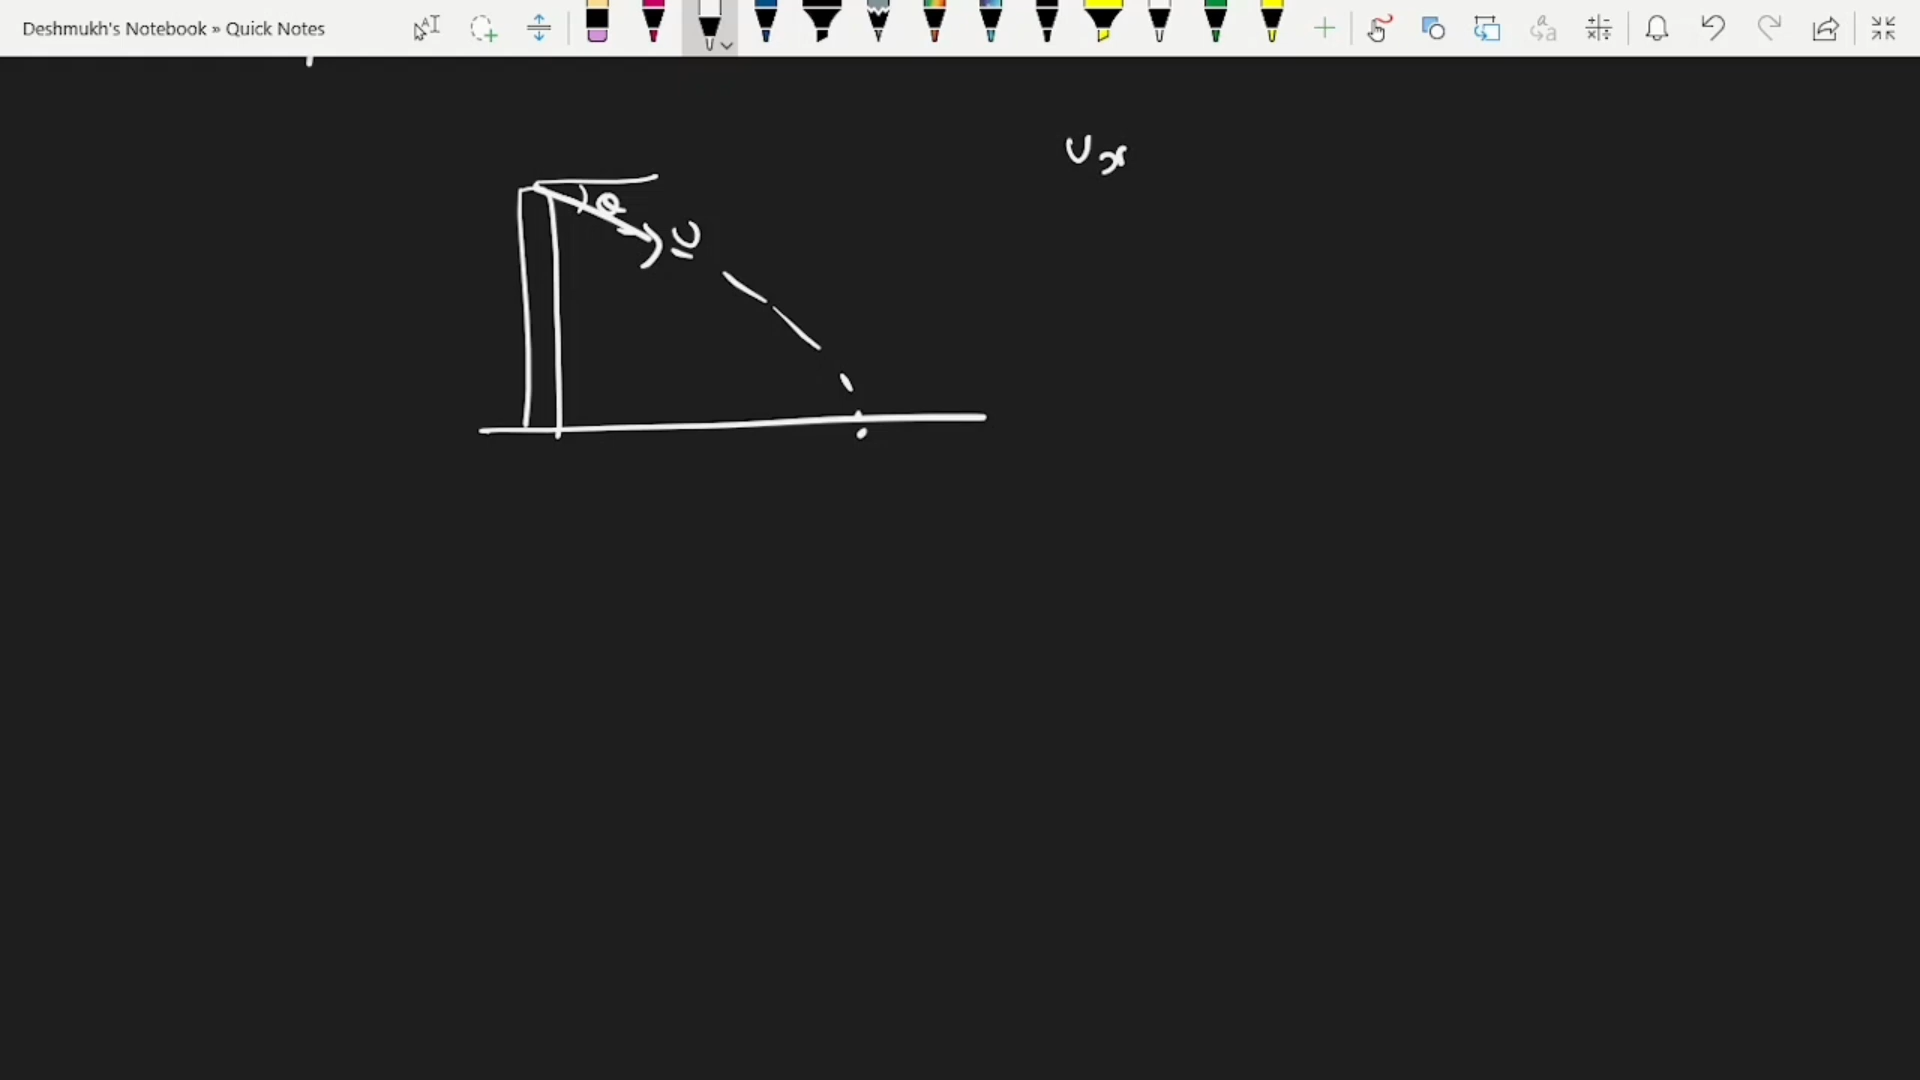 Deshmukh's Notebook » Quick Notes
Ux
θ
U